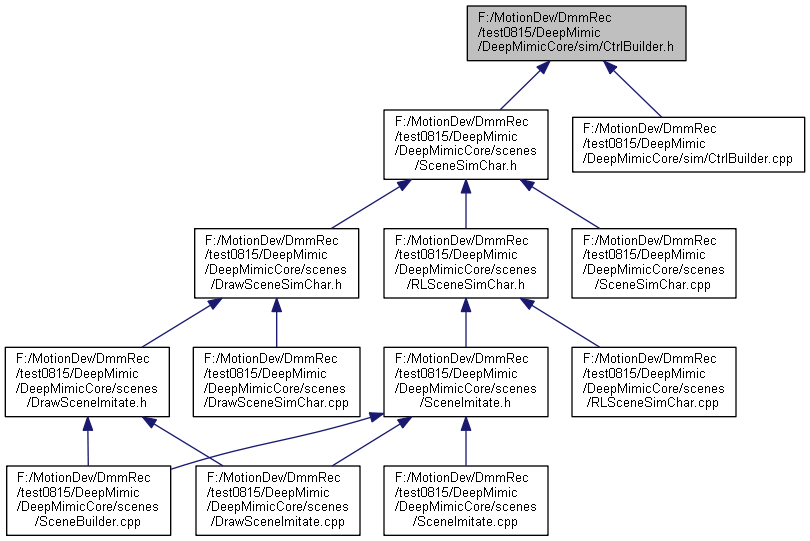 F:/MotionDev/DmmRec
/test0815/DeepMimic
/DeepMimicCore/sim/CtrlBuilder.h
F:/MotionDev/DmmRec
/test0815/DeepMimic
/DeepMimicCore/scenes
/SceneSimChar.h
F:/MotionDev/DmmRec
/test0815/DeepMimic
/DeepMimicCore/sim/CtrlBuilder.cpp
F:/MotionDev/DmmRec
/test0815/DeepMimic
/DeepMimicCore/scenes
/DrawSceneSimChar.h
F:/MotionDev/DmmRec
/test0815/DeepMimic
/DeepMimicCore/scenes
/RLSceneSimChar.h
F:/MotionDev/DmmRec
/test0815/DeepMimic
/DeepMimicCore/scenes
/SceneSimChar.cpp
F:/MotionDev/DmmRec
/test0815/DeepMimic
/DeepMimicCore/scenes
/DrawSceneImitate.h
F:/MotionDev/DmmRec
/test0815/DeepMimic
/DeepMimicCore/scenes
/DrawSceneSimChar.cpp
F:/MotionDev/DmmRec
/test0815/DeepMimic
/DeepMimicCore/scenes
/SceneImitate.h
F:/MotionDev/DmmRec
/test0815/DeepMimic
/DeepMimicCore/scenes
/RLSceneSimChar.cpp
F:/MotionDev/DmmRec
/test0815/DeepMimic
/DeepMimicCore/scenes
/SceneBuilder.cpp
F:/MotionDev/DmmRec
/test0815/DeepMimic
/DeepMimicCore/scenes
/DrawSceneImitate.cpp
F:/MotionDev/DmmRec
/test0815/DeepMimic
/DeepMimicCore/scenes
/SceneImitate.cpp